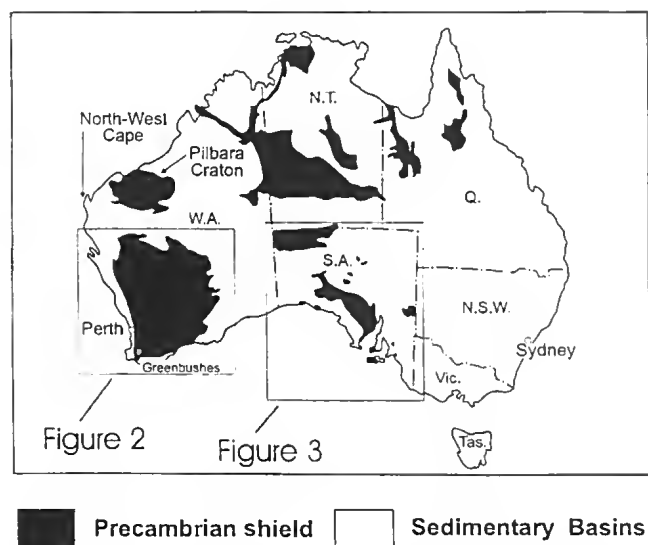 N.T.
North-West
Cape
Pilbara
Craton
Q.
W.A.
S.A.
N.S.W.
Perth
Sydney
Greenbushes
Vic.
Figure 2
Figure 3
Tas.
Precambrian shield
Sedimentary Basins